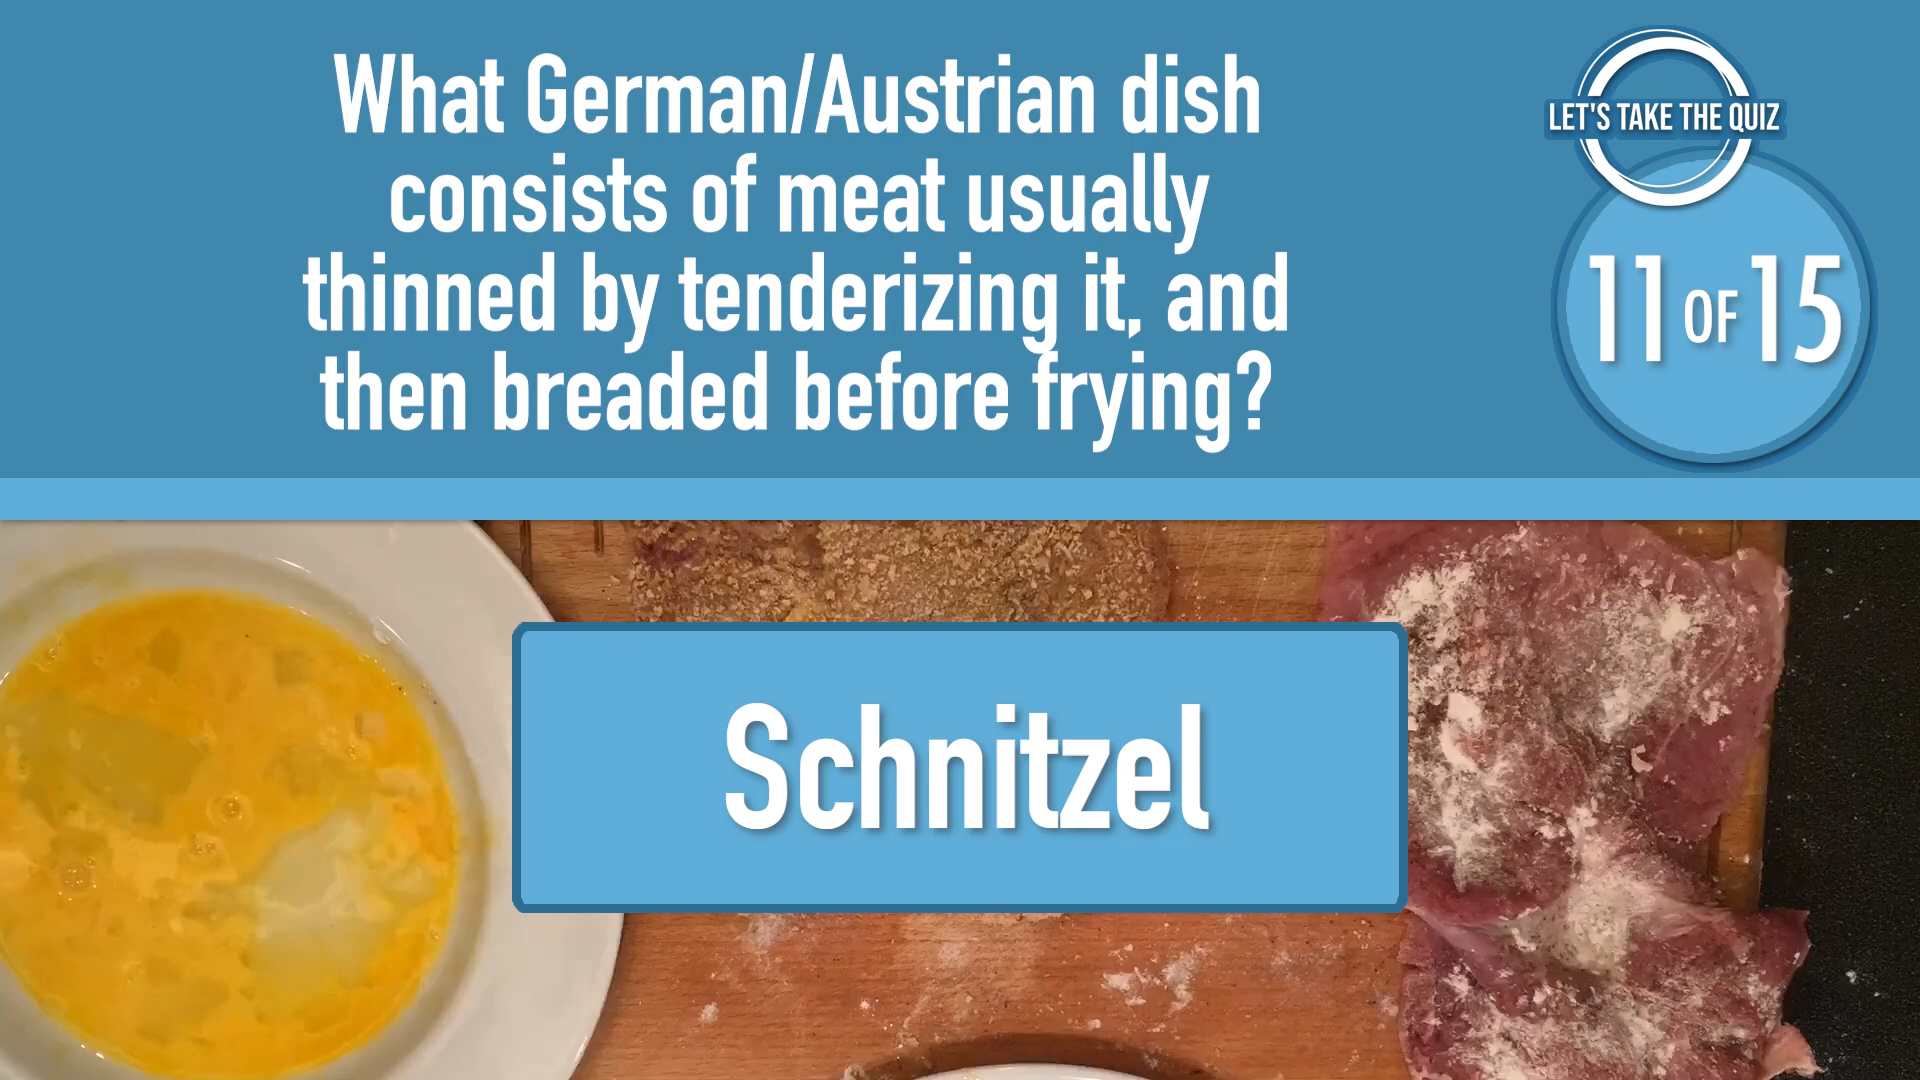 What German/Austrian dish
consists of meat usually
thinned by tenderizing it, and
then breaded before frying?
LET'S TAKE THE QUIZ
11 OF 15
Schnitzel